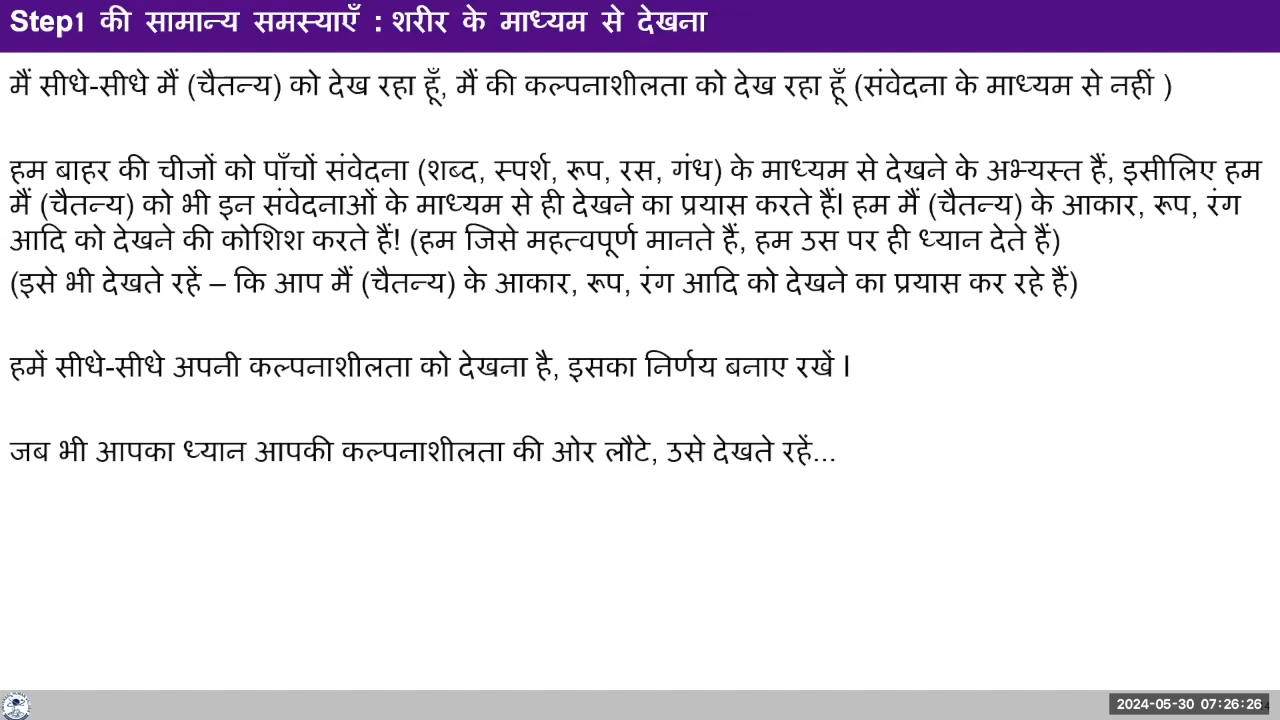 Step1 की सामान्य समस्याएँ : शरीर के माध्यम से देखना
मैं सीधे-सीधे मैं (चैतन्य) को देख रहा हूँ, मैं की कल्पनाशीलता को देख रहा हूँ (संवेदना के माध्यम से नहीं )
हम बाहर की चीजों को पाँचों संवेदना (शब्द, स्पर्श, रूप, रस, गंध) के माध्यम से देखने के अभ्यस्त हैं, इसीलिए हम
मैं (चैतन्य) को भी इन संवेदनाओं के माध्यम से ही देखने का प्रयास करते हैं। हम मैं (चैतन्य) के आकार, रूप, रंग
आदि को देखने की कोशिश करते हैं! (हम जिसे महत्वपूर्ण मानते हैं, हम उस पर ही ध्यान देते हैं)
(इसे भी देखते रहें – कि आप मैं (चैतन्य) के आकार, रूप, रंग आदि को देखने का प्रयास कर रहे हैं)
हमें सीधे-सीधे अपनी कल्पनाशीलता को देखना है, इसका निर्णय बनाए रखें ।
जब भी आपका ध्यान आपकी कल्पनाशीलता की ओर लौटे, उसे देखते रहें...
2024-05-30 07:26:26